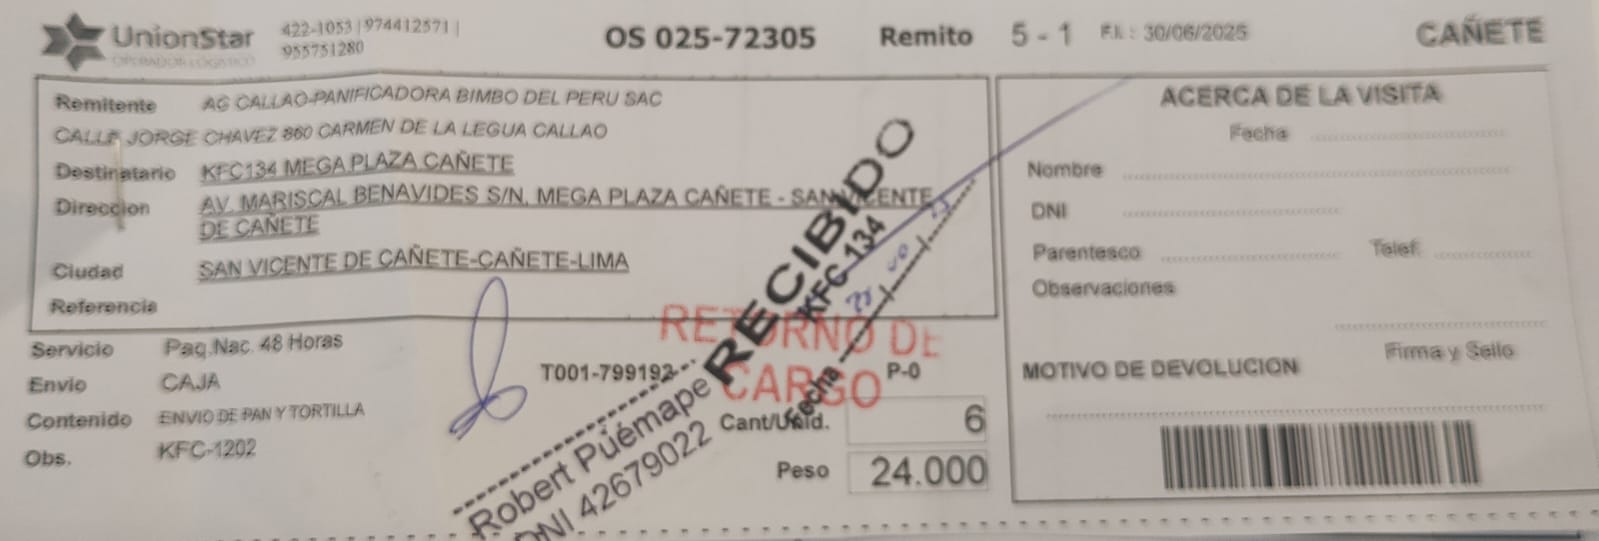 UnionStar
OPERADOR LOGISTICO
422-1053 | 974412571 |
955751280
OS 025-72305
Remito 5 - 1
30/06/2025
CAÑETE
Remitente AG CALLAO-PANIFICADORA BIMBO DEL PERU SAC
CALLE JORGE CHAVEZ 860 CARMEN DE LA LEGUA CALLAO
Destinatario KFC134 MEGA PLAZA CAÑETE
Direccion AV. MARISCAL BENAVIDES S/N, MEGA PLAZA CAÑETE - SAN VICENTE
DE CAÑETE
Ciudad SAN VICENTE DE CAÑETE-CAÑETE-LIMA
Referencia
Servicio Paq.Nac. 48 Horas
Envio CAJA
Contenido ENVIO DE PAN Y TORTILLA
Obs. KFC-1202
T001-799192
P-0
Cant/Unid. 6
Peso 24.000
RETORNO DE
CARGO
RECIBIDO
KFC 134
Fecha
Robert Púemape
DNI 42679022
ACERCA DE LA VISITA
Fecha
Nombre
DNI
Parentesco Telef.
Observaciones
Firma y Sello
MOTIVO DE DEVOLUCION